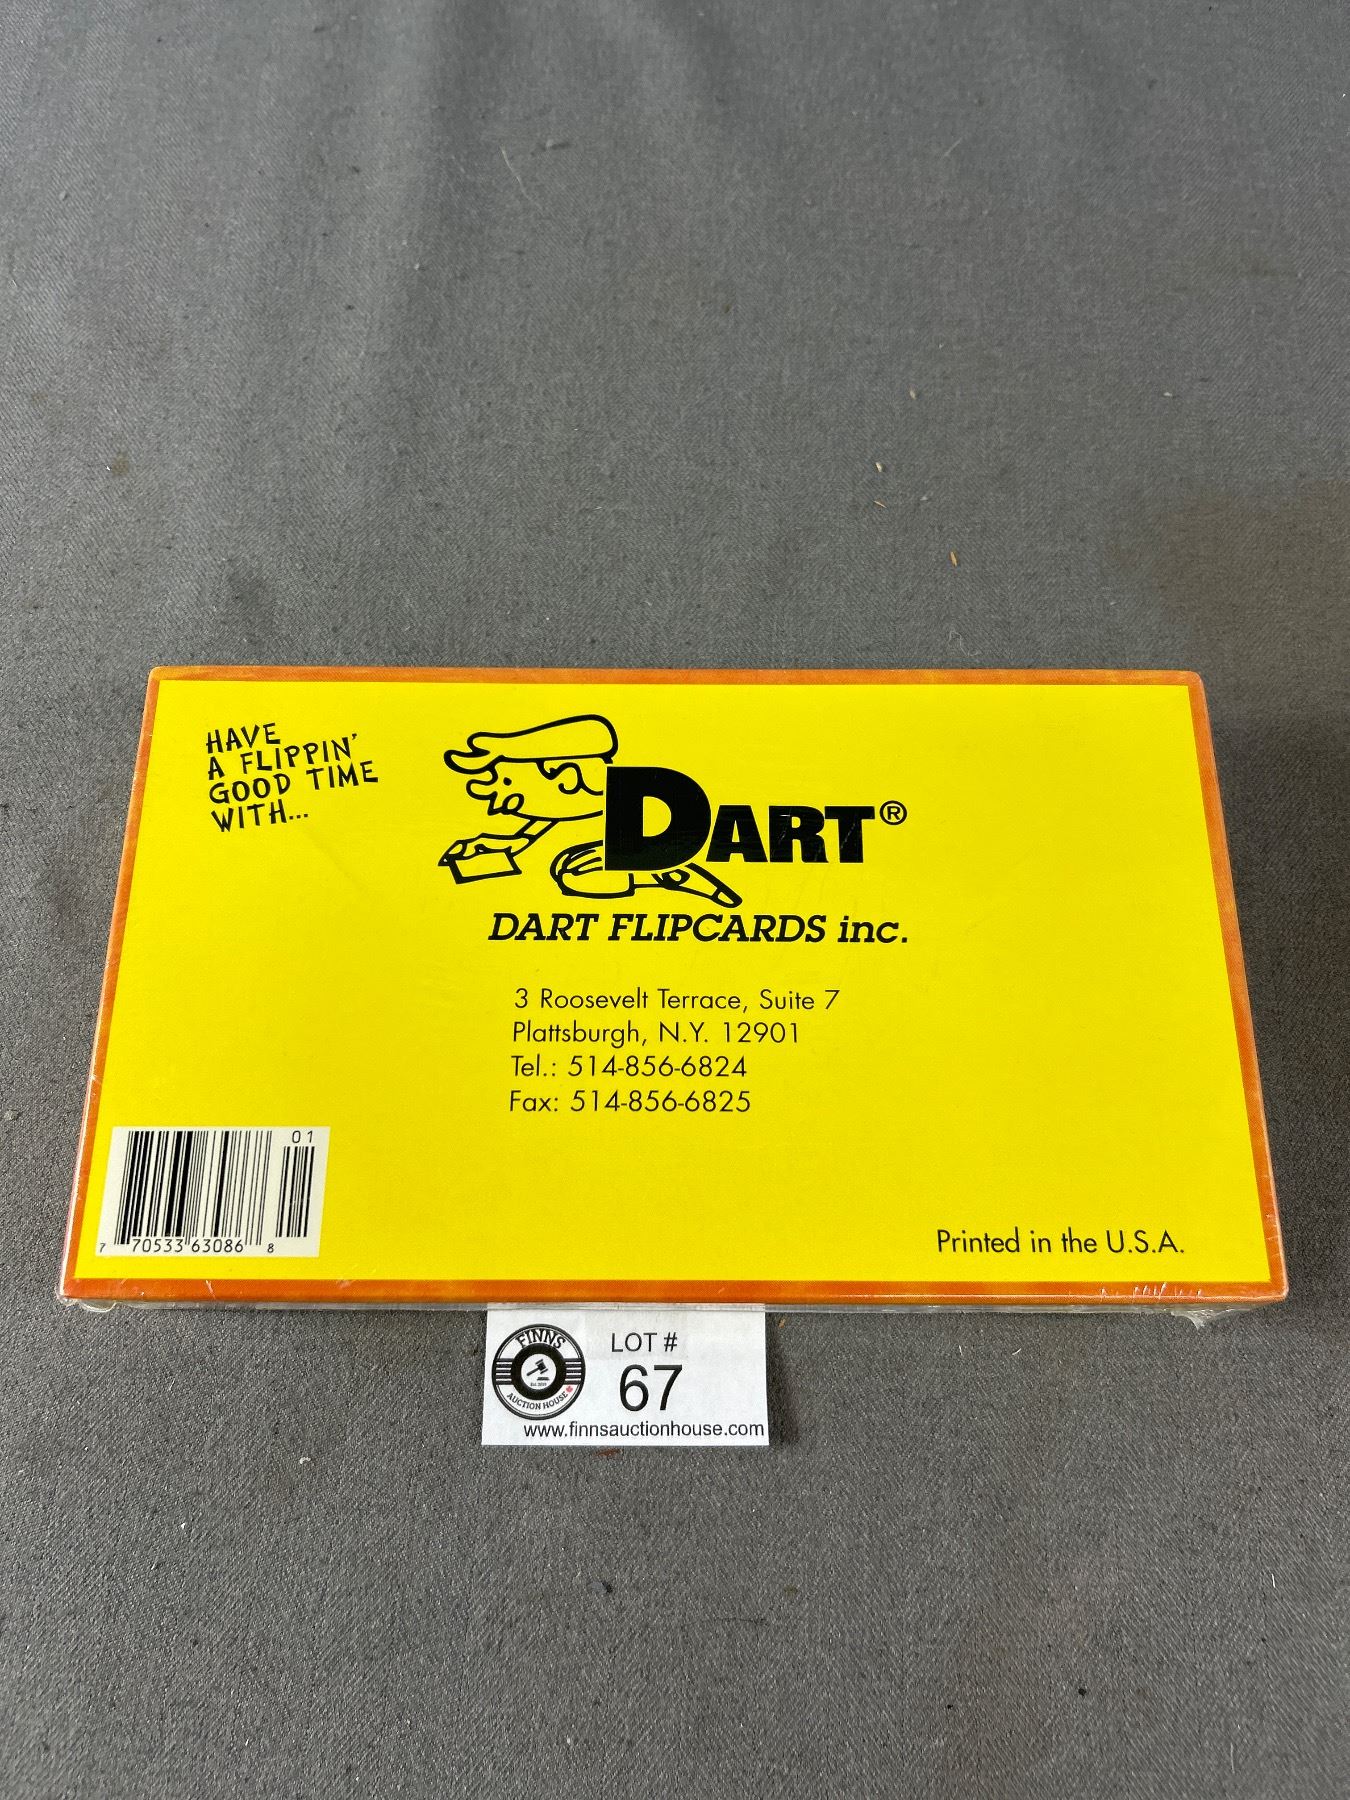 HAVE
A FLIPPIN'
GOOD TIME
WITH...
DART®
DART FLIPCARDS inc.
3 Roosevelt Terrace, Suite 7
Plattsburgh, N.Y. 12901
Tel.: 514-856-6824
Fax: 514-856-6825
01
7 70533 63086 8
Printed in the U.S.A.
FINNS
AUCTION HOUSE
LOT #
67
www.finnsauctionhouse.com